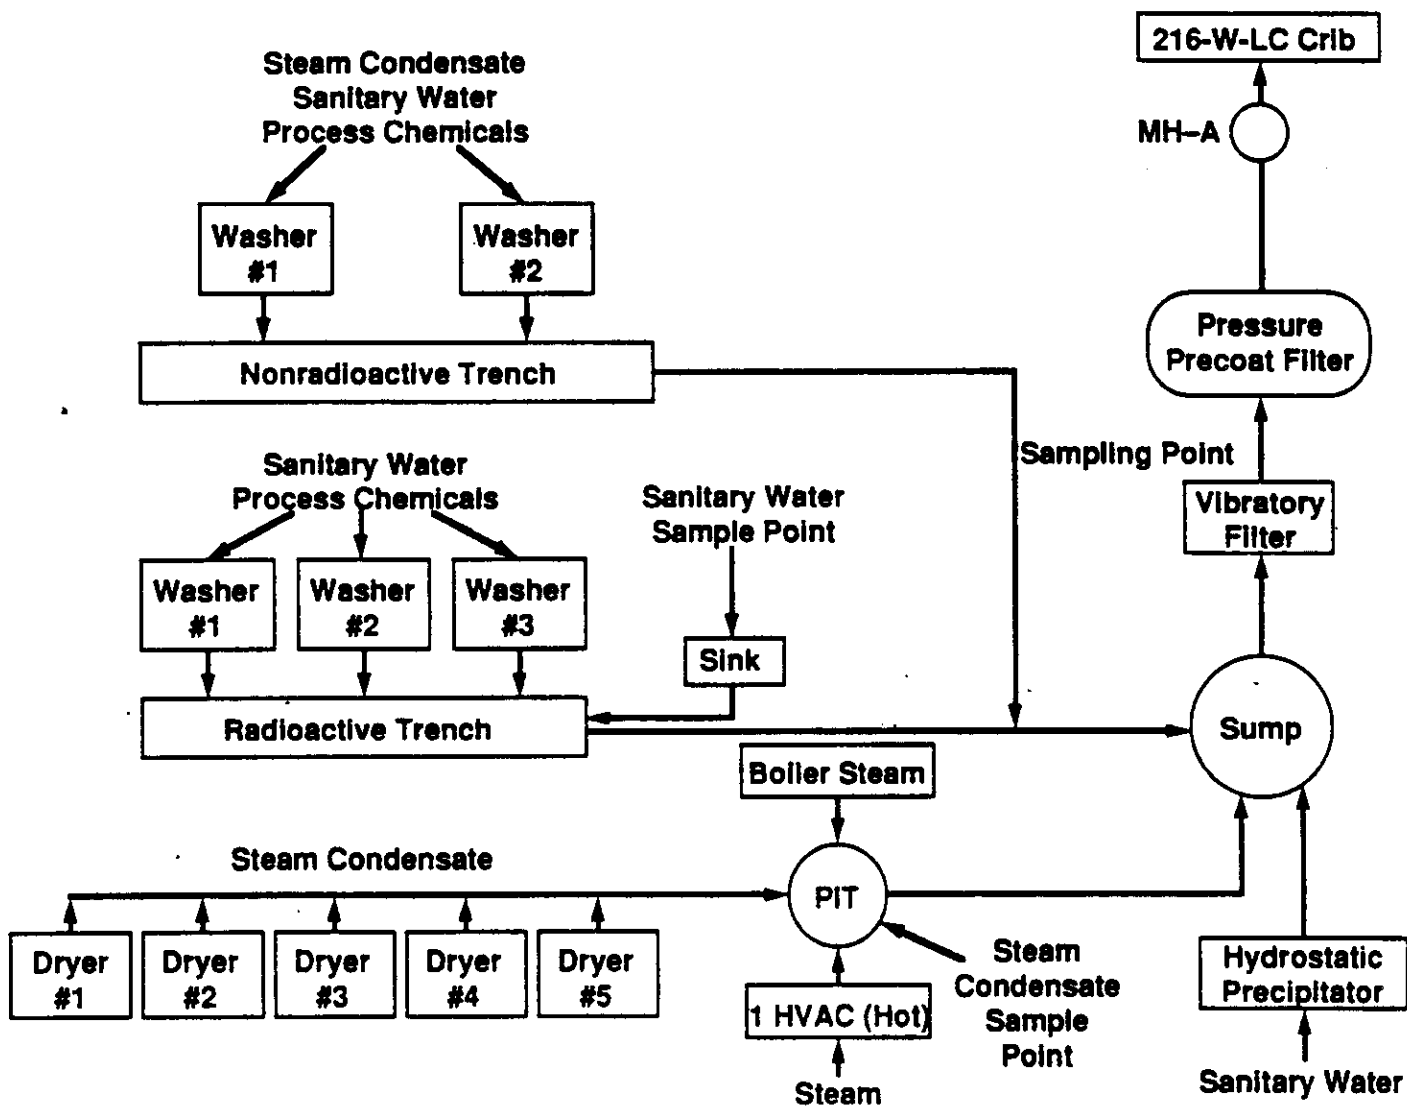 216-W-LC Crib
MH–A
Steam Condensate
Sanitary Water
Process Chemicals
Washer
#1
Washer
#2
Nonradioactive Trench
Pressure
Precoat Filter
Sampling Point
Vibratory
Filter
Sanitary Water
Process Chemicals
Sanitary Water
Sample Point
Washer
#1
Washer
#2
Washer
#3
Sink
Radioactive Trench
Sump
Boiler Steam
Steam Condensate
PIT
Dryer
#1
Dryer
#2
Dryer
#3
Dryer
#4
Dryer
#5
1 HVAC (Hot)
Steam
Steam
Condensate
Sample
Point
Hydrostatic
Precipitator
Sanitary Water